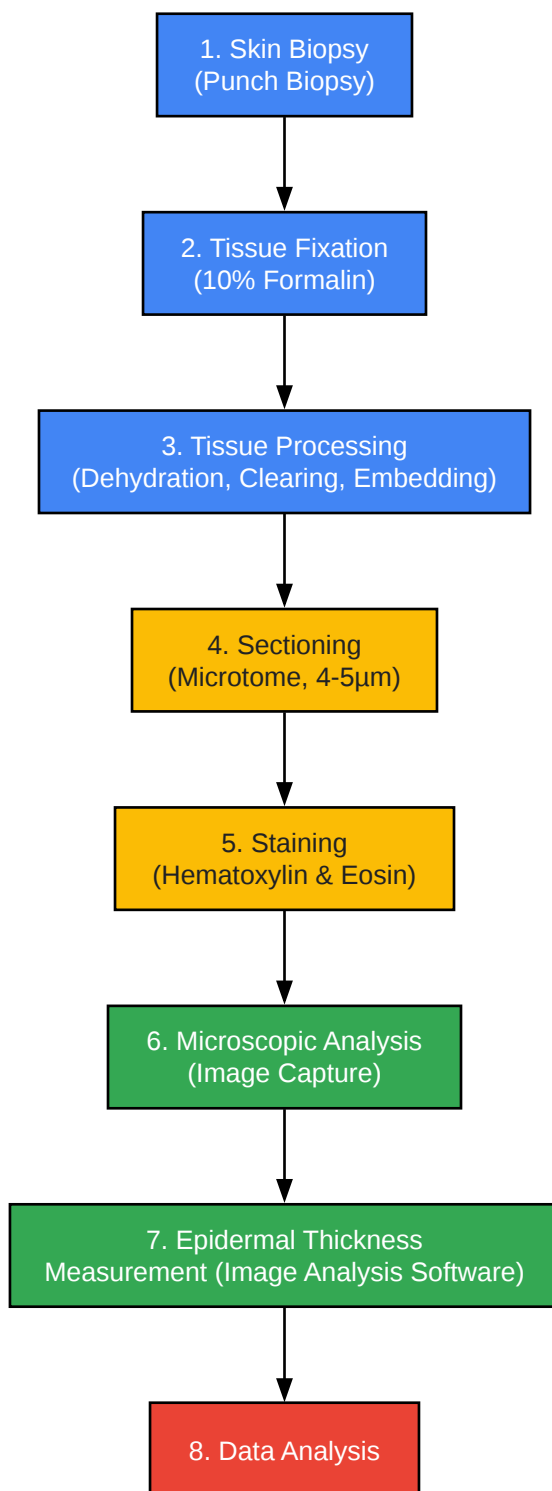 1. Skin Biopsy
(Punch Biopsy)
2. Tissue Fixation
(10% Formalin)
3. Tissue Processing
(Dehydration, Clearing, Embedding)
4. Sectioning
(Microtome, 4-5µm)
5. Staining
(Hematoxylin & Eosin)
6. Microscopic Analysis
(Image Capture)
7. Epidermal Thickness
Measurement (Image Analysis Software)
8. Data Analysis